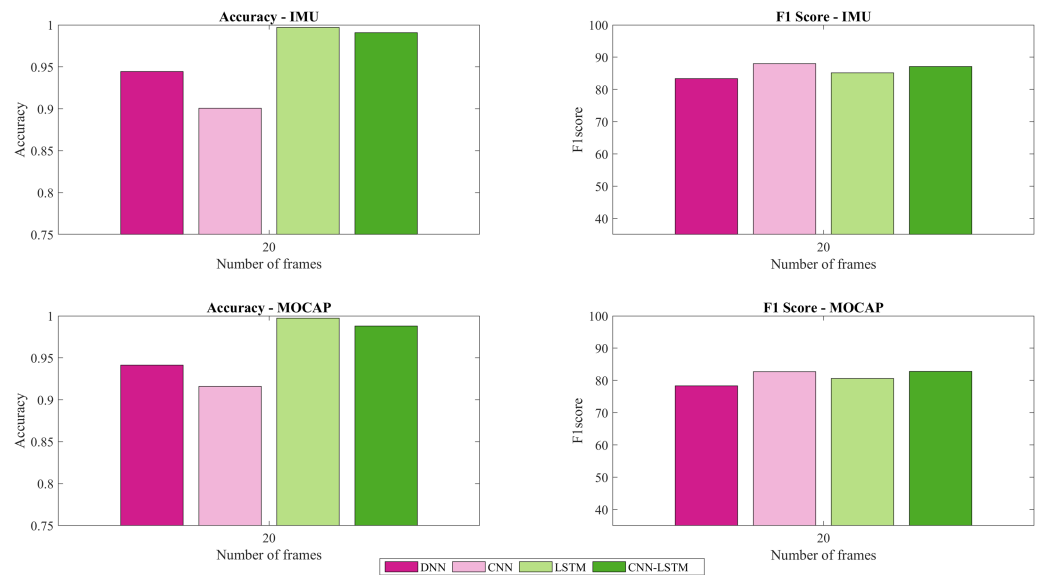 Accuracy - IMU
1
0.95
0.9
0.85
0.8
0.75
Accuracy
20
Number of frames
F1 Score - IMU
100
90
80
70
60
50
40
F1score
20
Number of frames
Accuracy - MOCAP
1
0.95
0.9
0.85
0.8
0.75
Accuracy
20
Number of frames
F1 Score - MOCAP
100
90
80
70
60
50
40
F1score
20
Number of frames
DNN CNN LSTM CNN-LSTM